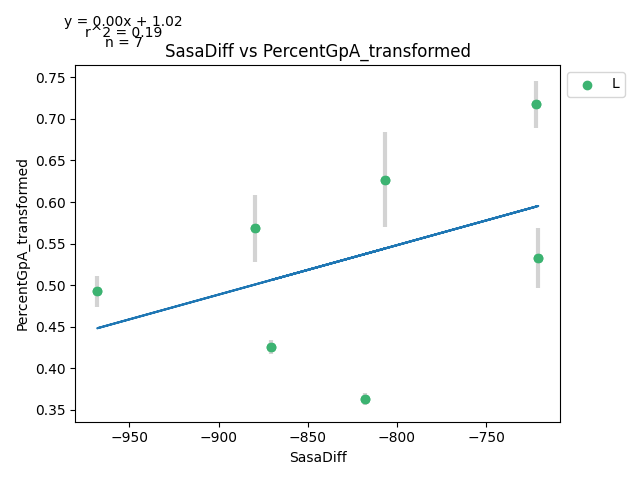 y = 0.00x + 1.02
r^2 = 0.19
n = 7
SasaDiff vs PercentGpA_transformed
L
PercentGpA_transformed
0.75
0.70
0.65
0.60
0.55
0.50
0.45
0.40
0.35
−950 −900 −850 −800 −750
SasaDiff